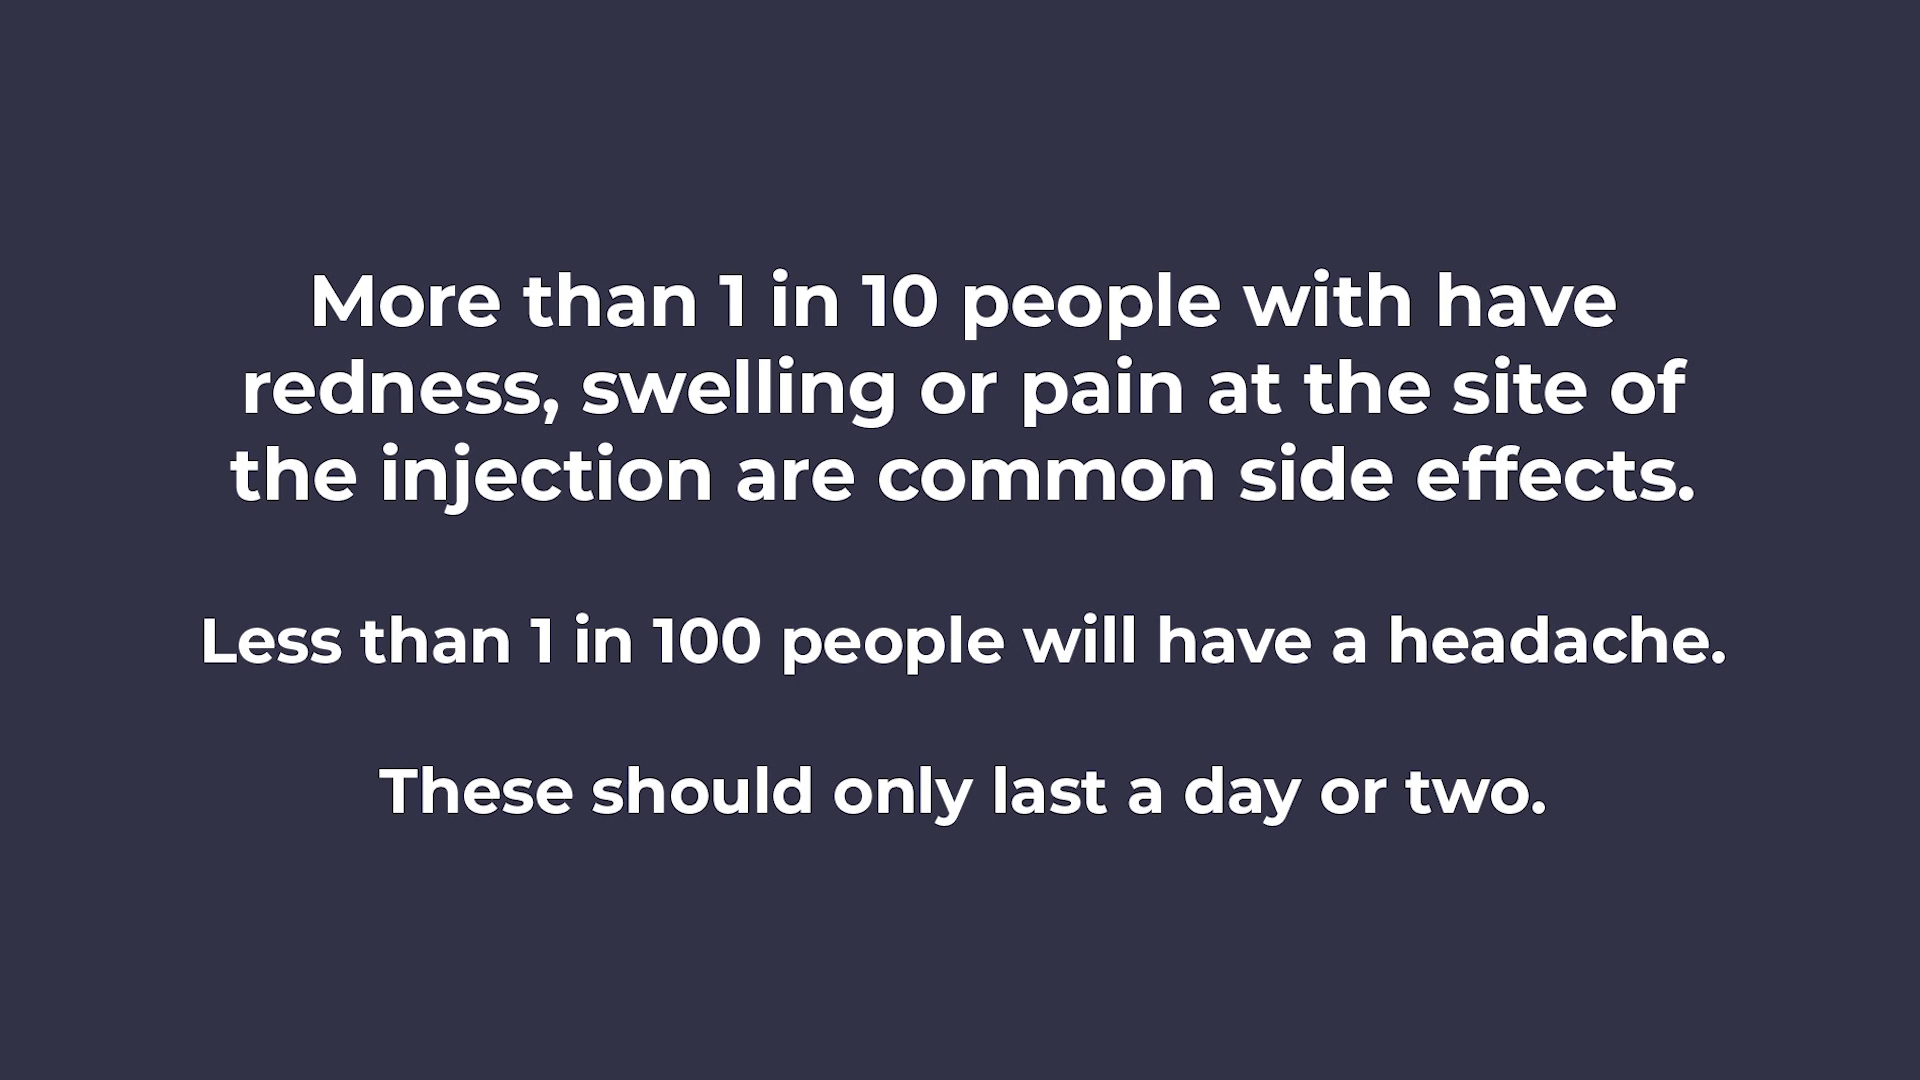 More than 1 in 10 people with have
redness, swelling or pain at the site of
the injection are common side effects.
Less than 1 in 100 people will have a headache.
These should only last a day or two.